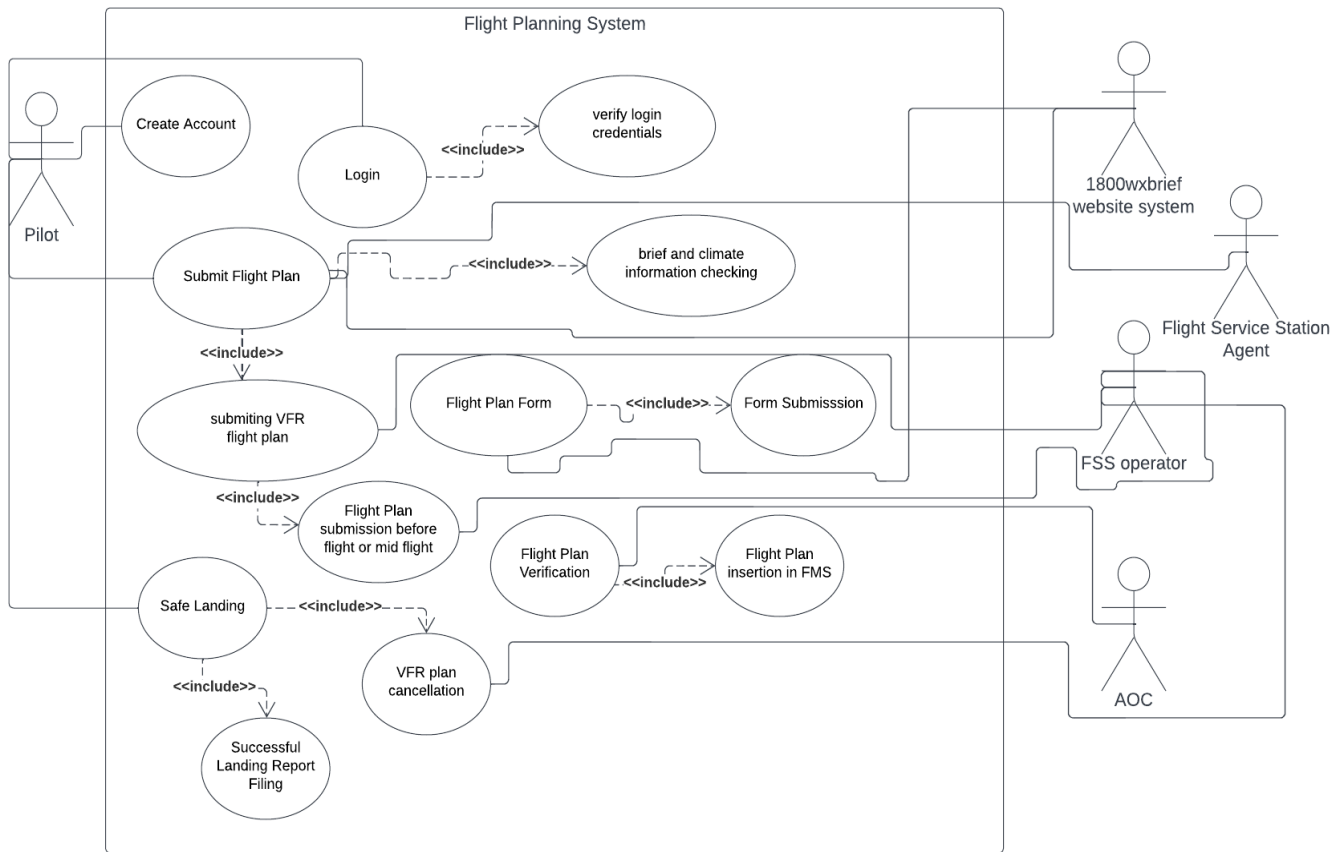 Flight Planning System
Create Account
verify login
credentials
<<include>>
Login
Pilot
1800wxbrief
website system
Submit Flight Plan
<<include>>
brief and climate
information checking
Flight Service Station
Agent
<<include>>
submiting VFR
flight plan
Flight Plan Form
<<include>>
Form Submisssion
FSS operator
<<include>>
Flight Plan
submission before
flight or mid flight
Flight Plan
Verification
<<include>>
Flight Plan
insertion in FMS
Safe Landing
<<include>>
VFR plan
cancellation
AOC
<<include>>
Successful
Landing Report
Filing